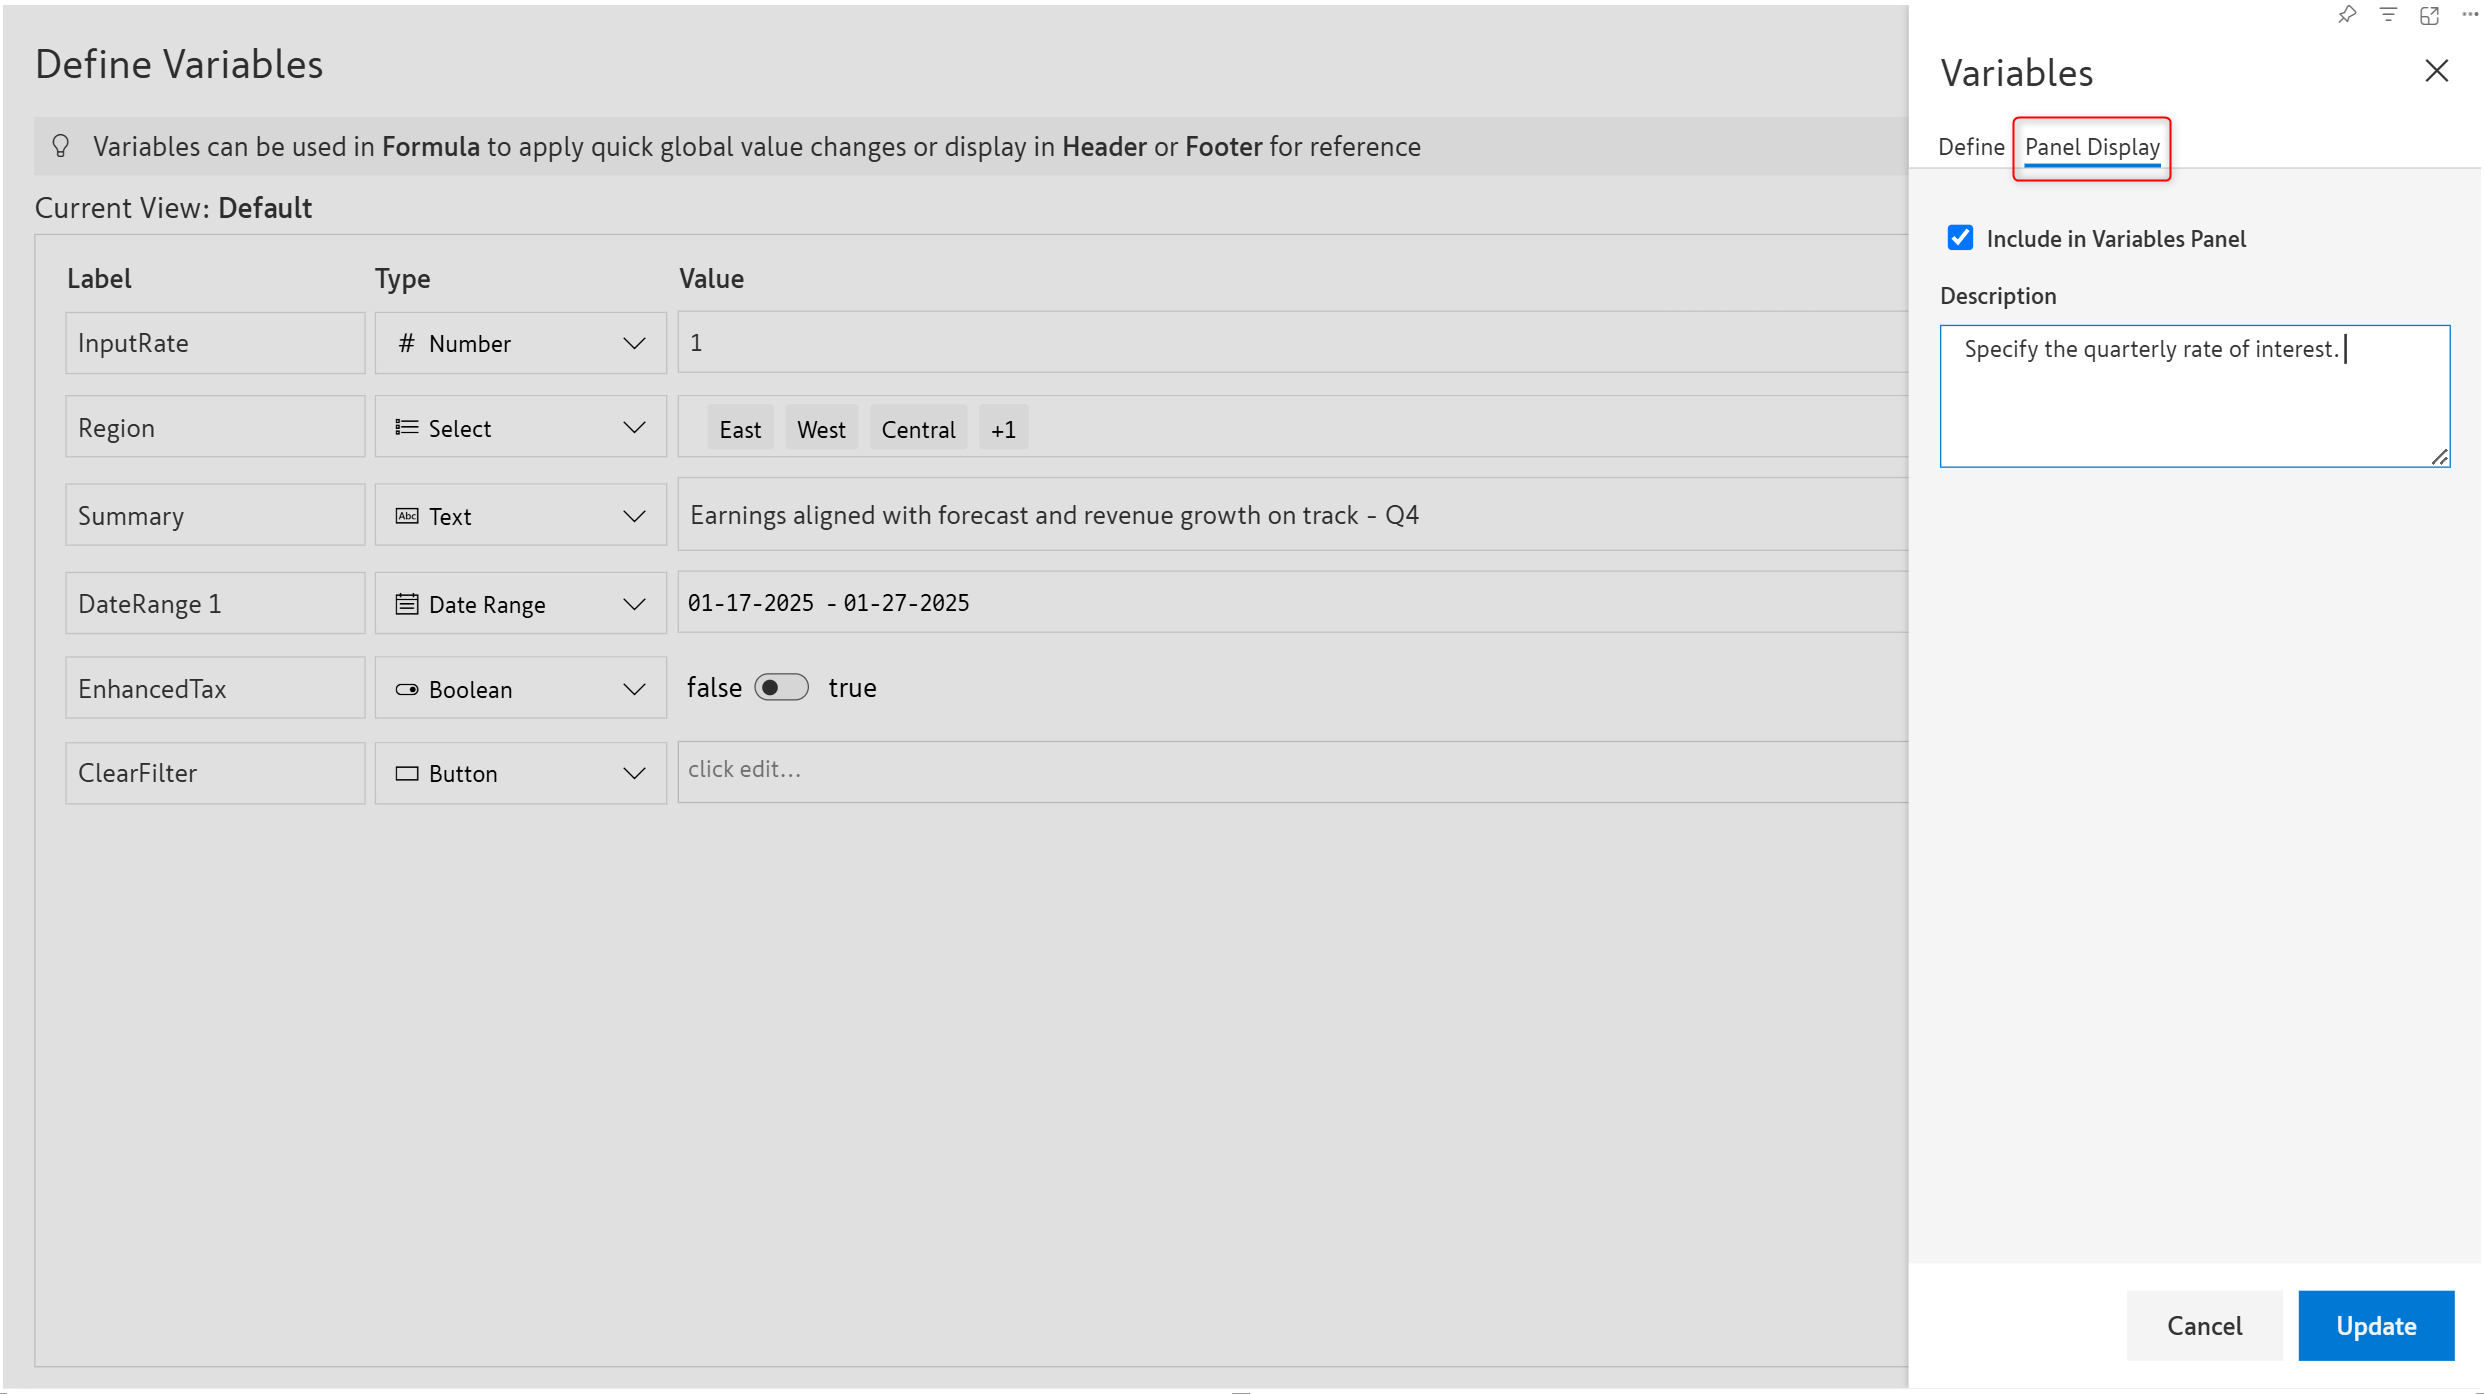 Define Variables
Variables can be used in Formula to apply quick global value changes or display in Header or Footer for reference
Current View: Default
Label Type Value
InputRate # Number 1
Region Select East West Central +1
Summary Abc Text Earnings aligned with forecast and revenue growth on track - Q4
DateRange 1 Date Range 01-17-2025 - 01-27-2025
EnhancedTax Boolean false true
ClearFilter Button click edit...
Variables
Define Panel Display
Include in Variables Panel
Description
Specify the quarterly rate of interest.
Cancel Update